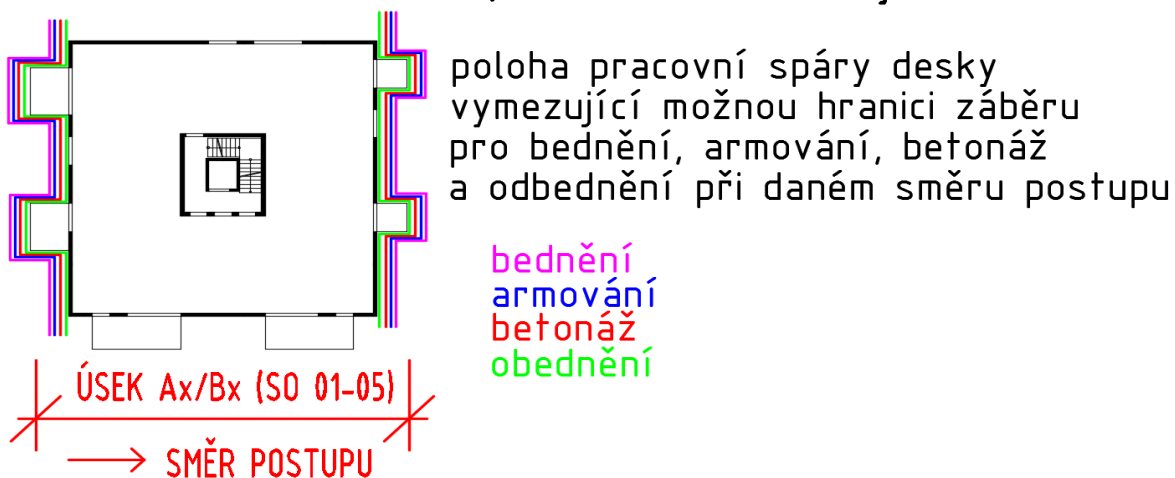 poloha pracovní spáry desky
vymezující možnou hranici záběru
pro bednění, armování, betonáž
a odbednění při daném směru postupu
bednění
armování
betonáž
obednění
ÚSEK Ax/Bx (SO 01-05)
SMĚR POSTUPU